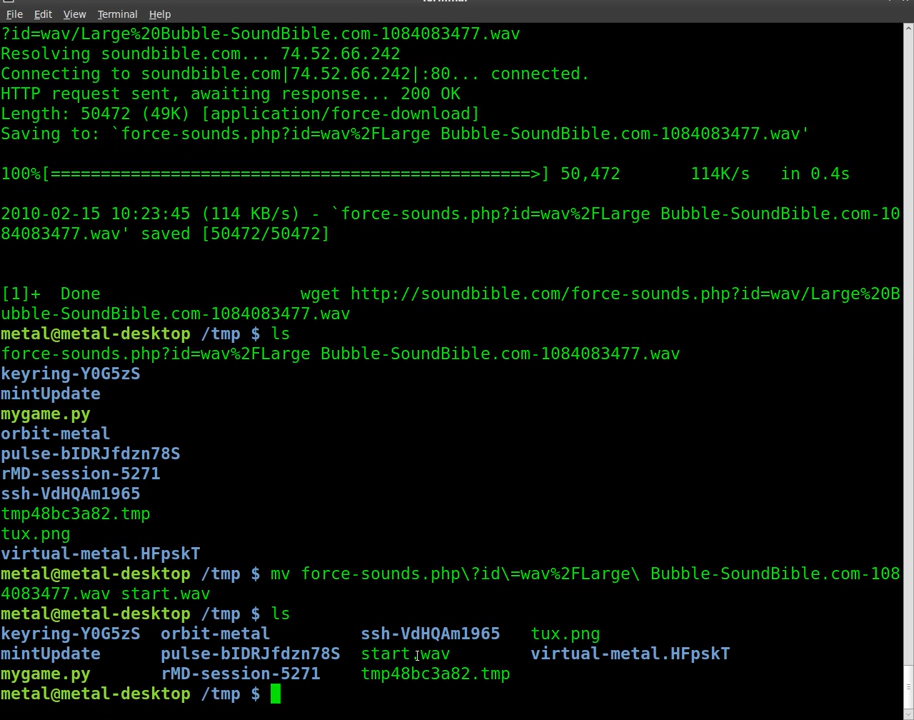 Terminal
File Edit View Terminal Help
?id=wav/Large%20Bubble-SoundBible.com-1084083477.wav
Resolving soundbible.com... 74.52.66.242
Connecting to soundbible.com|74.52.66.242|:80... connected.
HTTP request sent, awaiting response... 200 OK
Length: 50472 (49K) [application/force-download]
Saving to: `force-sounds.php?id=wav%2FLarge Bubble-SoundBible.com-1084083477.wav'
100%[================================================>] 50,472 114K/s in 0.4s
2010-02-15 10:23:45 (114 KB/s) - `force-sounds.php?id=wav%2FLarge Bubble-SoundBible.com-10
84083477.wav' saved [50472/50472]
[1]+ Done wget http://soundbible.com/force-sounds.php?id=wav/Large%20B
ubble-SoundBible.com-1084083477.wav
metal@metal-desktop /tmp $ ls
force-sounds.php?id=wav%2FLarge Bubble-SoundBible.com-1084083477.wav
keyring-Y0G5zS
mintUpdate
mygame.py
orbit-metal
pulse-bIDRJfdzn78S
rMD-session-5271
ssh-VdHQAm1965
tmp48bc3a82.tmp
tux.png
virtual-metal.HFpskT
metal@metal-desktop /tmp $ mv force-sounds.php\?id\=wav%2FLarge\ Bubble-SoundBible.com-108
4083477.wav start.wav
metal@metal-desktop /tmp $ ls
keyring-Y0G5zS orbit-metal ssh-VdHQAm1965 tux.png
mintUpdate pulse-bIDRJfdzn78S start.wav virtual-metal.HFpskT
mygame.py rMD-session-5271 tmp48bc3a82.tmp
metal@metal-desktop /tmp $